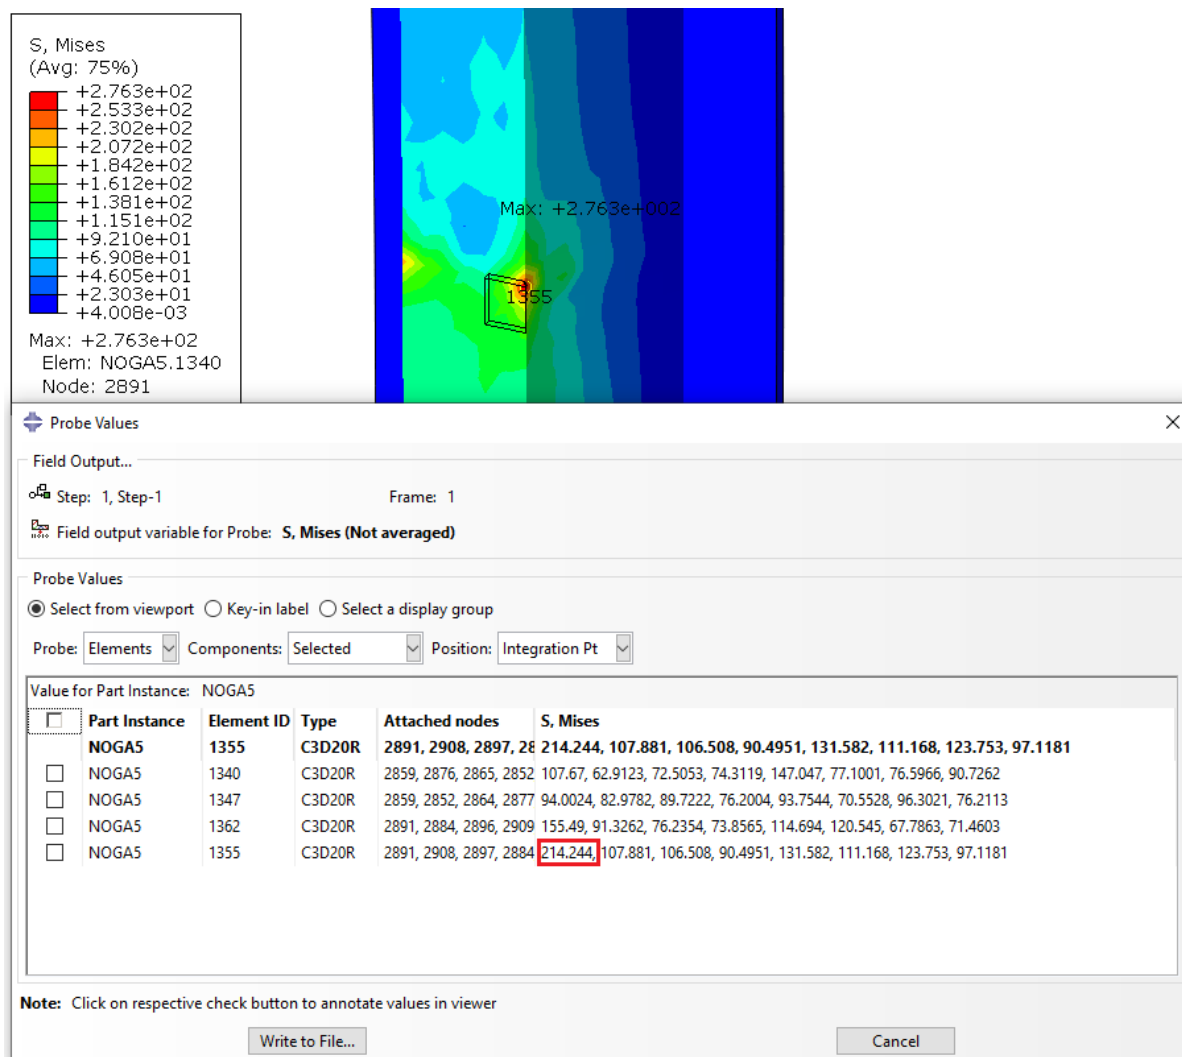 S, Mises
(Avg: 75%)
+2.763e+02
+2.533e+02
+2.302e+02
+2.072e+02
+1.842e+02
+1.612e+02
+1.381e+02
+1.151e+02
+9.210e+01
+6.908e+01
+4.605e+01
+2.303e+01
+4.008e-03
Max: +2.763e+02
Elem: NOGA5.1340
Node: 2891
Max: +2.763e+002
1355
Probe Values
Field Output...
Step: 1, Step-1 Frame: 1
Field output variable for Probe: S, Mises (Not averaged)
Probe Values
Select from viewport Key-in label Select a display group
Probe: Elements Components: Selected Position: Integration Pt
Value for Part Instance: NOGA5
Part Instance Element ID Type Attached nodes S, Mises
NOGA5 1355 C3D20R 2891, 2908, 2897, 28 214.244, 107.881, 106.508, 90.4951, 131.582, 111.168, 123.753, 97.1181
NOGA5 1340 C3D20R 2859, 2876, 2865, 2852 107.67, 62.9123, 72.5053, 74.3119, 147.047, 77.1001, 76.5966, 90.7262
NOGA5 1347 C3D20R 2859, 2852, 2864, 2877 94.0024, 82.9782, 89.7222, 76.2004, 93.7544, 70.5528, 96.3021, 76.2113
NOGA5 1362 C3D20R 2891, 2884, 2896, 2909 155.49, 91.3262, 76.2354, 73.8565, 114.694, 120.545, 67.7863, 71.4603
NOGA5 1355 C3D20R 2891, 2908, 2897, 2884 214.244, 107.881, 106.508, 90.4951, 131.582, 111.168, 123.753, 97.1181
Note: Click on respective check button to annotate values in viewer
Write to File... Cancel